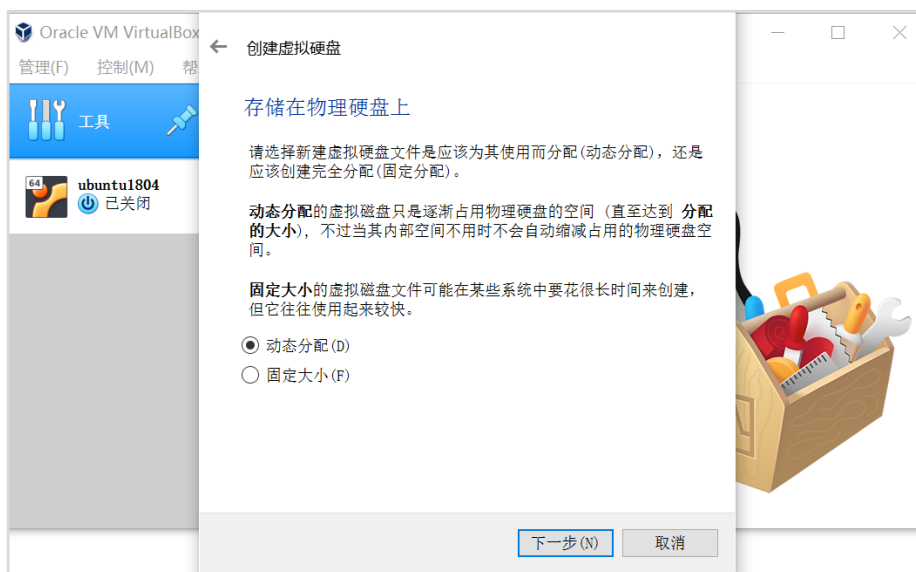 Oracle VM VirtualBox
管理(F) 控制(M) 帮
工具
64
ubuntu1804
已关闭
创建虚拟硬盘
存储在物理硬盘上
请选择新建虚拟硬盘文件是应该为其使用而分配(动态分配)，还是
应该创建完全分配(固定分配)。
动态分配的虚拟磁盘只是逐渐占用物理硬盘的空间 (直至达到 分配
的大小)，不过当其内部空间不用时不会自动缩减占用的物理硬盘空
间。
固定大小的虚拟磁盘文件可能在某些系统中要花很长时间来创建，
但它往往使用起来较快。
动态分配(D)
固定大小(F)
下一步(N) 取消